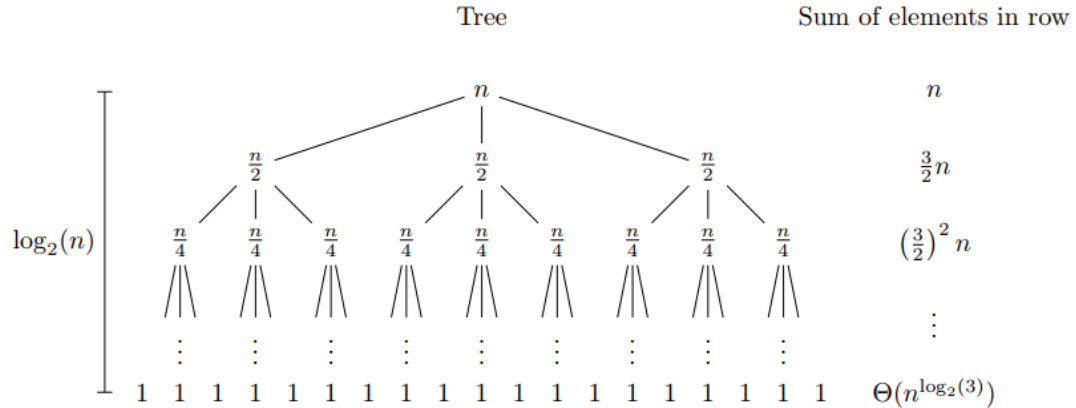 Tree Sum of elements in row
n n
n/2 n/2 n/2 3/2 n
log₂(n) n/4 n/4 n/4 n/4 n/4 n/4 n/4 n/4 n/4 (3/2)² n
⋮
⋮ ⋮ ⋮ ⋮ ⋮ ⋮ ⋮ ⋮ ⋮
1 1 1 1 1 1 1 1 1 1 1 1 1 1 1 1 1 1 1 Θ(n^log₂(3))